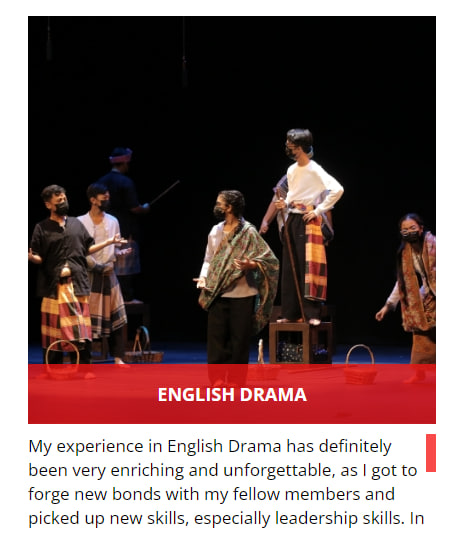 ENGLISH DRAMA
My experience in English Drama has definitely
been very enriching and unforgettable, as I got to
forge new bonds with my fellow members and
picked up new skills, especially leadership skills. In